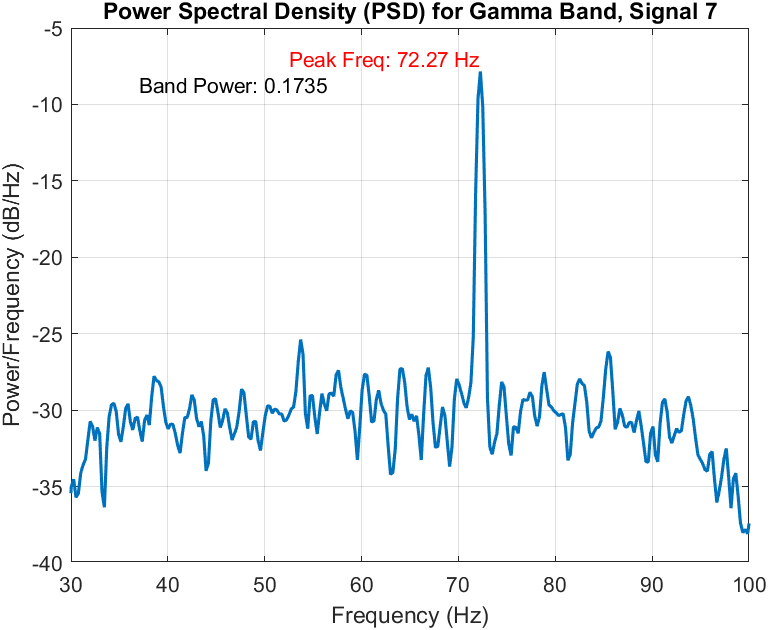 Power Spectral Density (PSD) for Gamma Band, Signal 7
Peak Freq: 72.27 Hz
Band Power: 0.1735
Power/Frequency (dB/Hz)
-5
-10
-15
-20
-25
-30
-35
-40
30 40 50 60 70 80 90 100
Frequency (Hz)